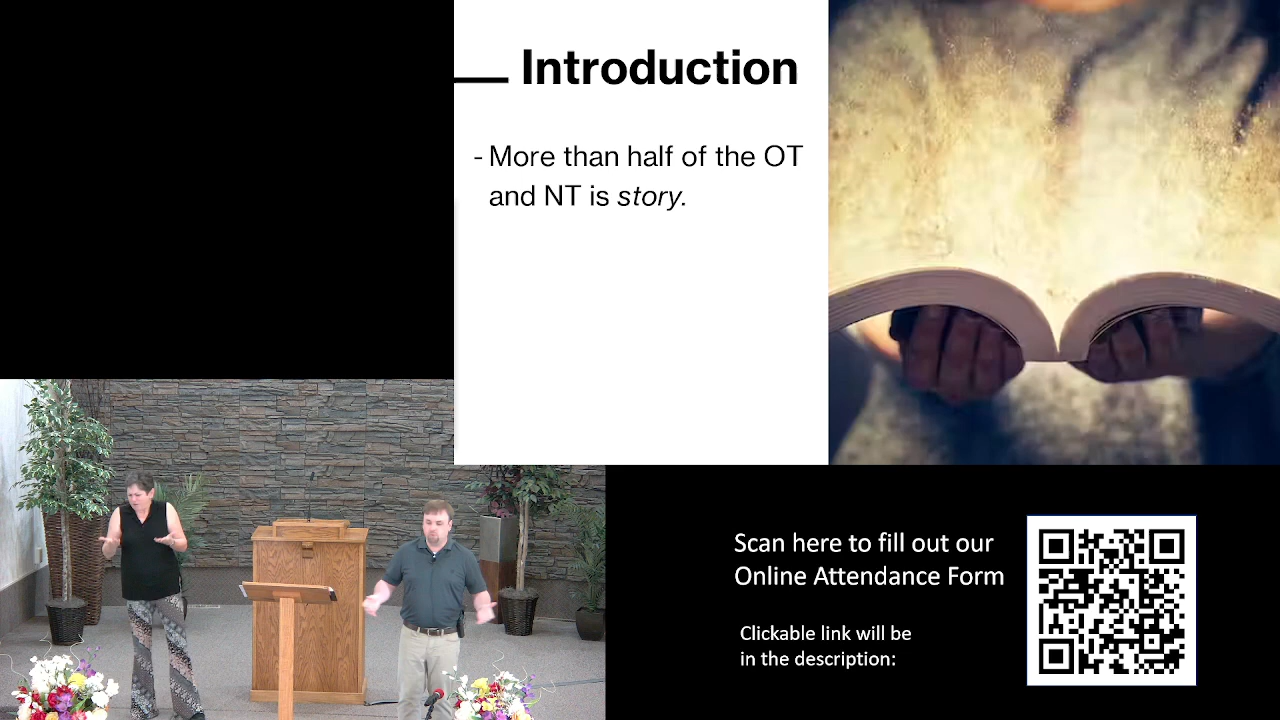 Introduction
- More than half of the OT
and NT is story.
Scan here to fill out our
Online Attendance Form
Clickable link will be
in the description: